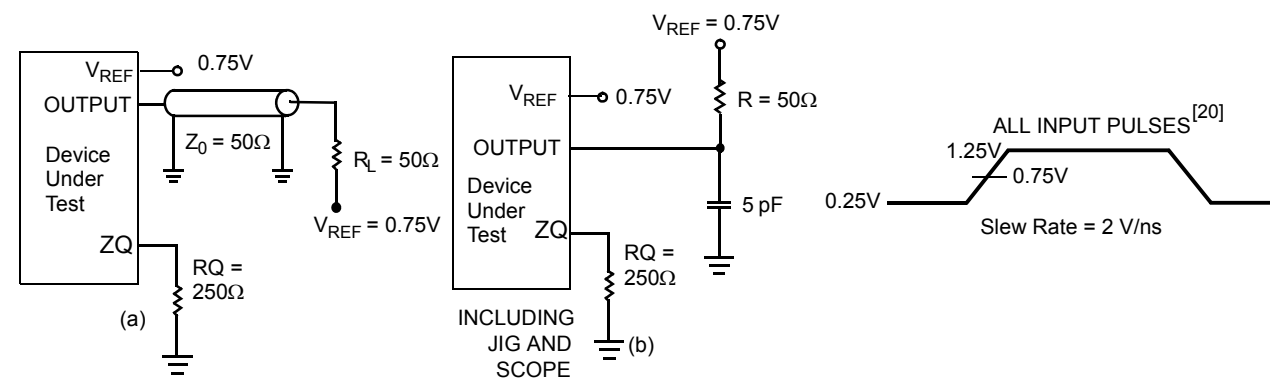 V_REF 0.75V
OUTPUT
Z_0 = 50Ω
Device
Under
Test
R_L = 50Ω
V_REF = 0.75V
ZQ
RQ =
250Ω
(a)
V_REF = 0.75V
R = 50Ω
V_REF 0.75V
OUTPUT
Device
Under
Test
5 pF
ZQ
RQ =
250Ω
INCLUDING
JIG AND
SCOPE
(b)
ALL INPUT PULSES[20]
1.25V
0.75V
0.25V
Slew Rate = 2 V/ns